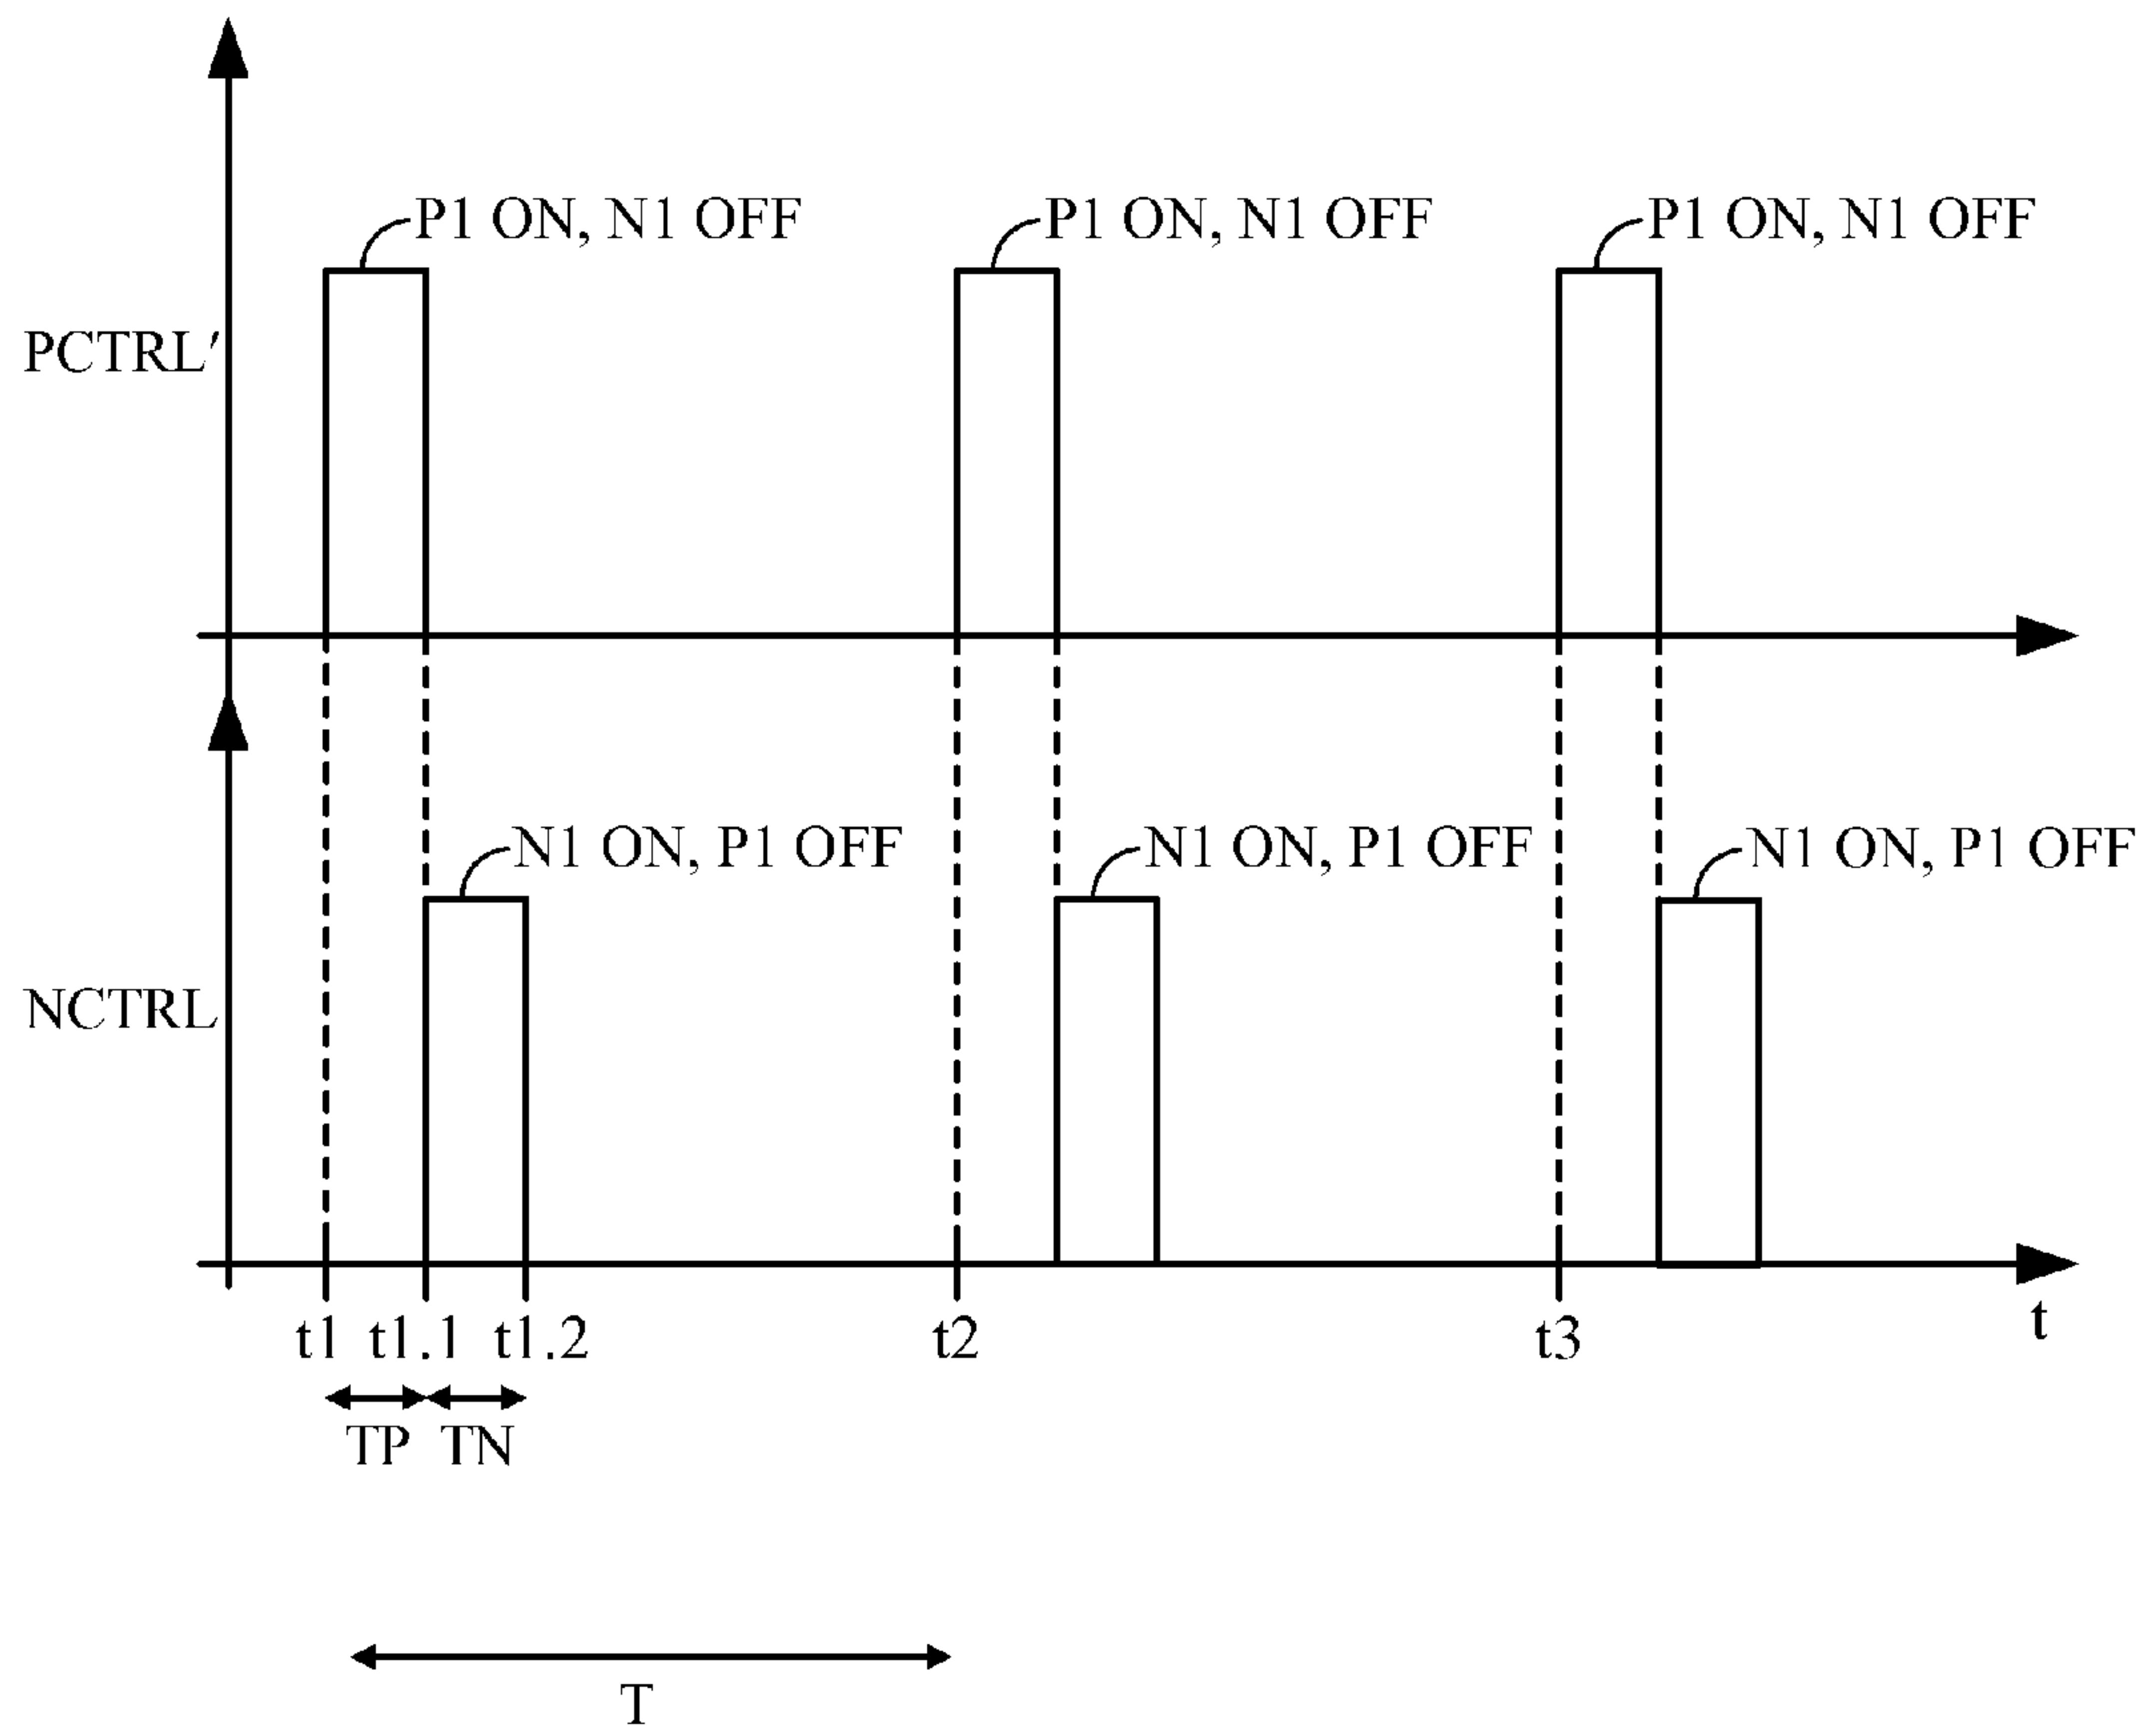 P1 ON, N1 OFF
P1 ON, N1 OFF
P1 ON, N1 OFF
PCTRL′
N1 ON, P1 OFF
N1 ON, P1 OFF
N1 ON, P1 OFF
NCTRL
t1 t1.1 t1.2 t2 t3 t
TP TN
T